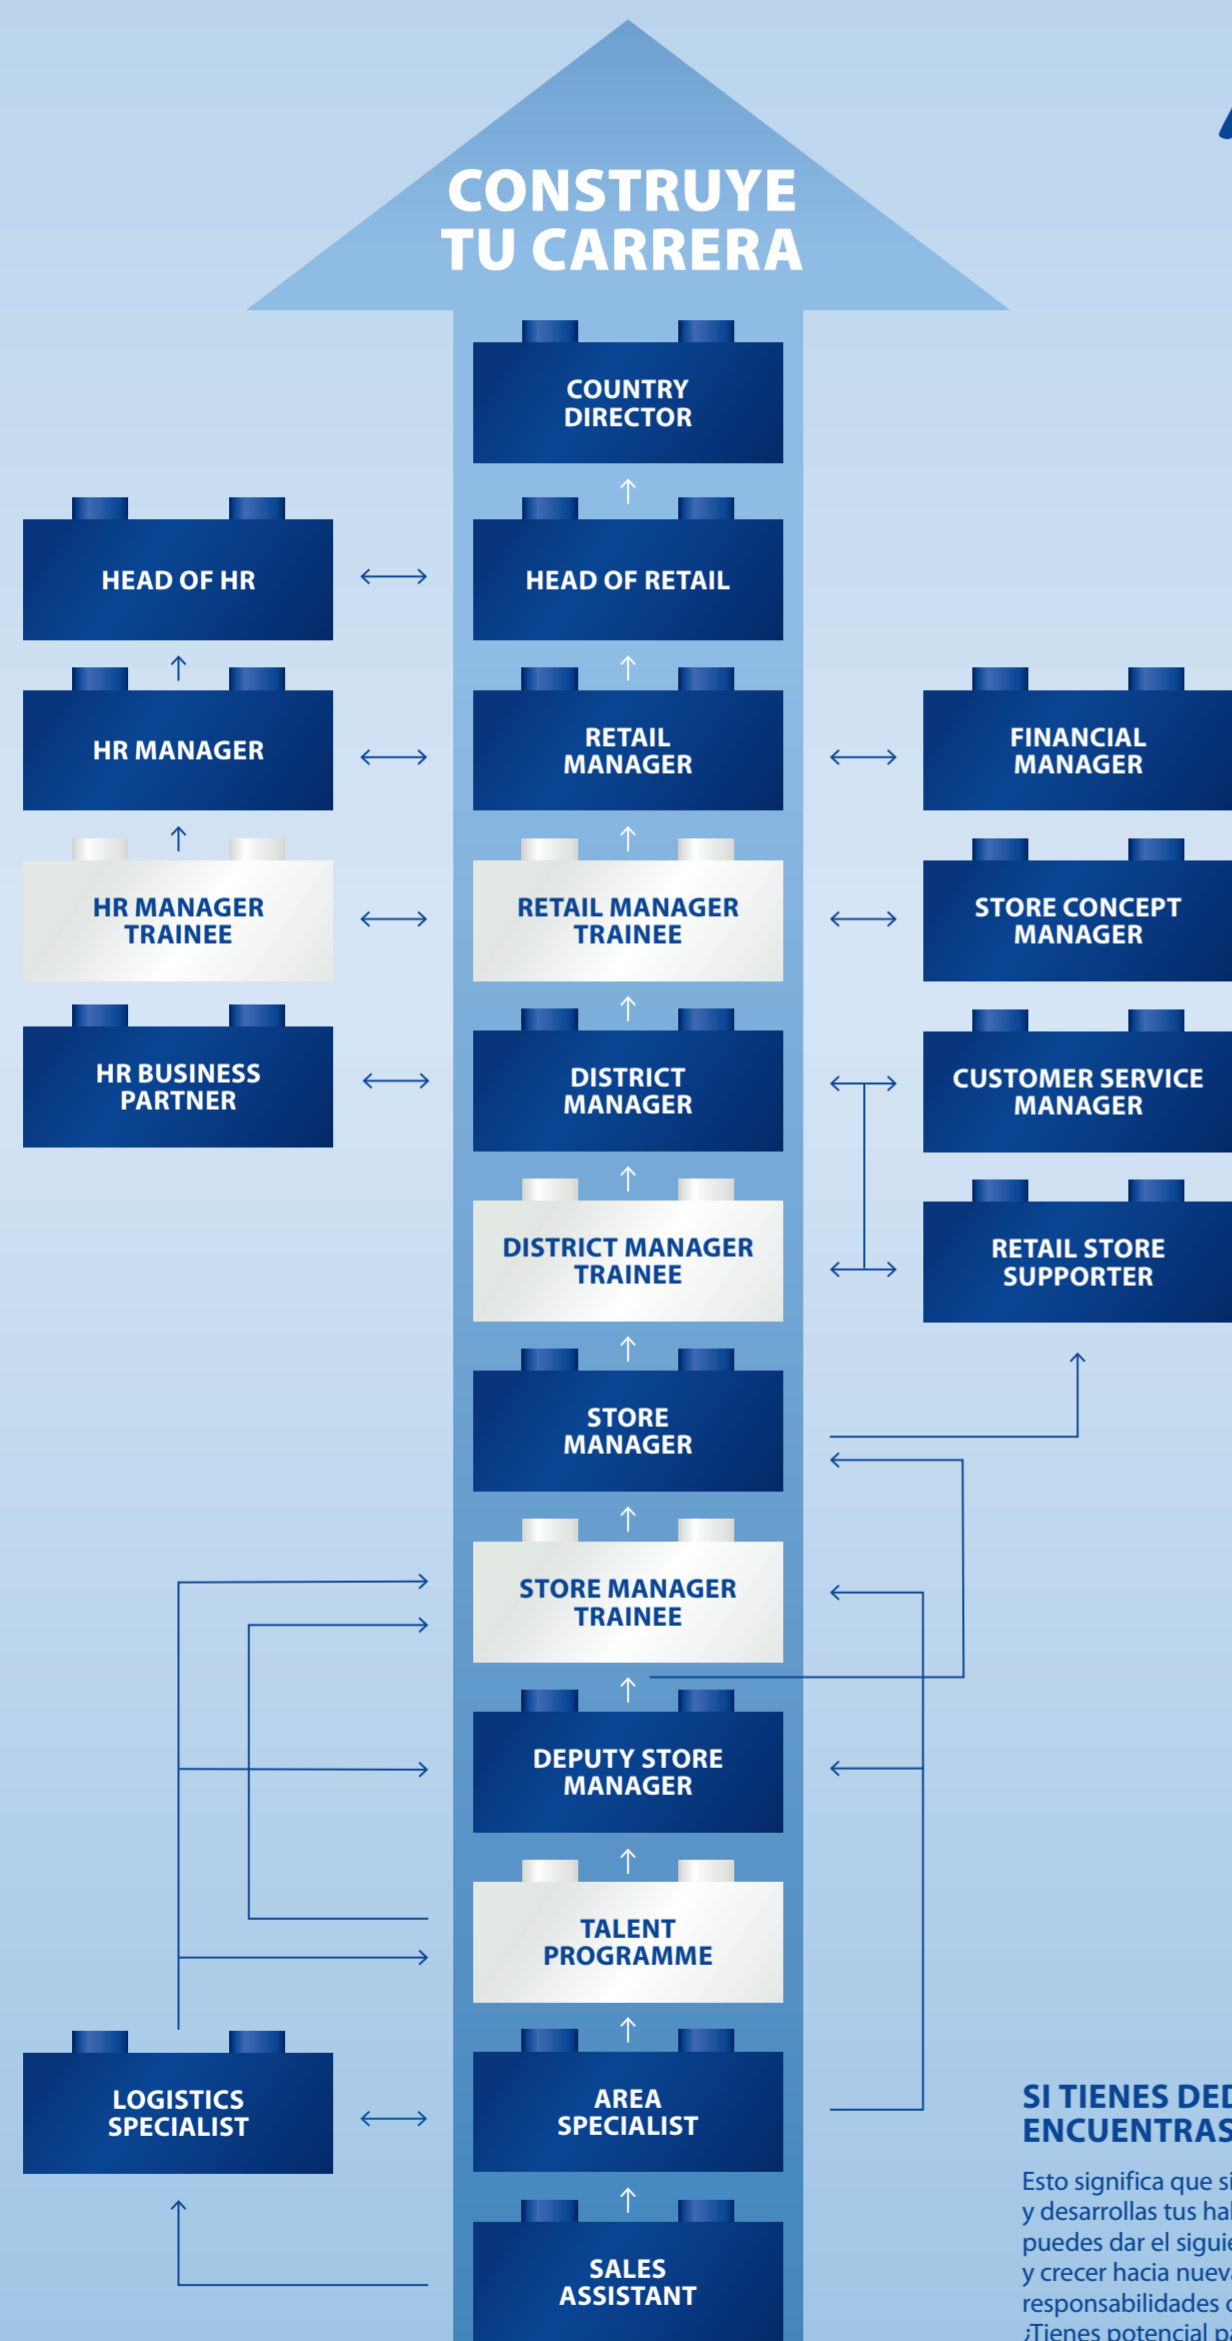 CONSTRUYE
TU CARRERA
COUNTRY
DIRECTOR
HEAD OF HR
HEAD OF RETAIL
HR MANAGER
RETAIL
MANAGER
FINANCIAL
MANAGER
HR MANAGER
TRAINEE
RETAIL MANAGER
TRAINEE
STORE CONCEPT
MANAGER
HR BUSINESS
PARTNER
DISTRICT
MANAGER
CUSTOMER SERVICE
MANAGER
DISTRICT MANAGER
TRAINEE
RETAIL STORE
SUPPORTER
STORE
MANAGER
STORE MANAGER
TRAINEE
DEPUTY STORE
MANAGER
TALENT
PROGRAMME
LOGISTICS
SPECIALIST
AREA
SPECIALIST
SALES
ASSISTANT
SI TIENES
ENCUENTRAS
Esto significa que
y desarrollas tus
puedes dar el
y crecer hacia
responsabilidades
¿Tienes potencial